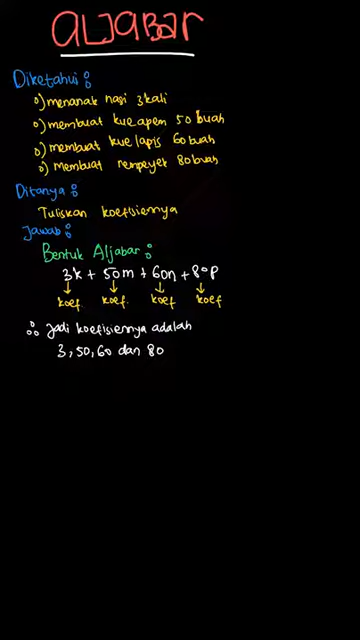 ALJABAR
Diketahui :
o) menanak nasi 3 kali
o) membuat kue apem 50 buah
o) membuat kue lapis 60 buah
o) membuat rempeyek 80 buah
Ditanya :
Tuliskan koefisiennya
Jawab :
Bentuk Aljabar :
3k + 50m + 60n + 80p
koef. koef. koef koef
∴ Jadi koefisiennya adalah
3, 50, 60 dan 80